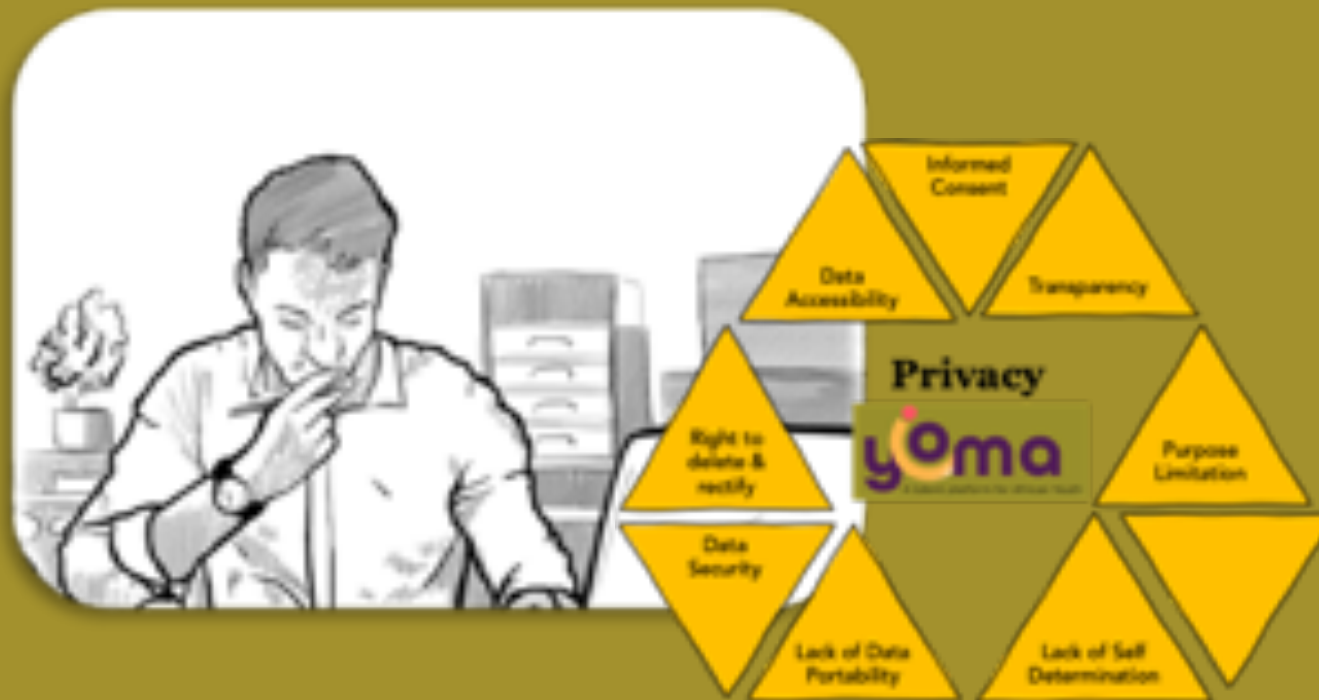 Informed
Consent
Data
Accessibility
Transparency
Privacy
yoma
Right to
delete &
rectify
Purpose
Limitation
Data
Security
Lack of Data
Portability
Lack of Self
Determination